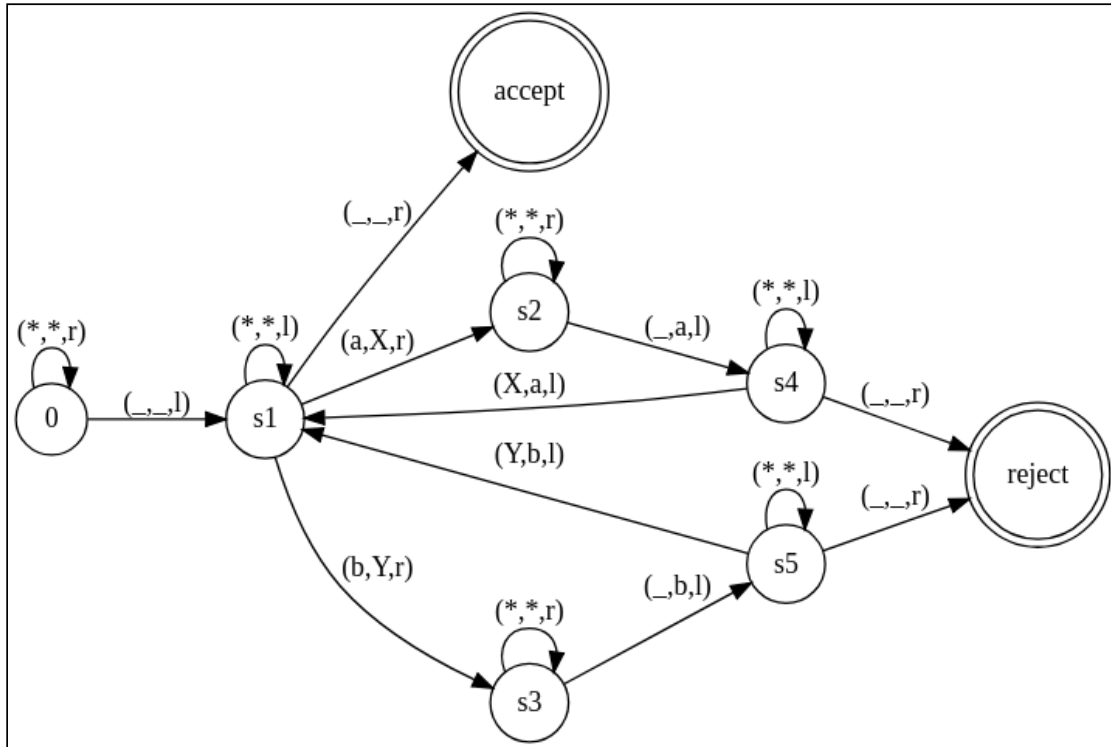 accept
(_,_,r)
(*,*,r)
s2
(*,*,l)
(*,*,r)
(*,*,l)
(a,X,r)
(_,a,l)
s4
(X,a,l)
(_,_,r)
0
(_,_,l)
s1
(Y,b,l)
(*,*,l)
reject
(_,_,r)
s5
(b,Y,r)
(_,b,l)
(*,*,r)
s3